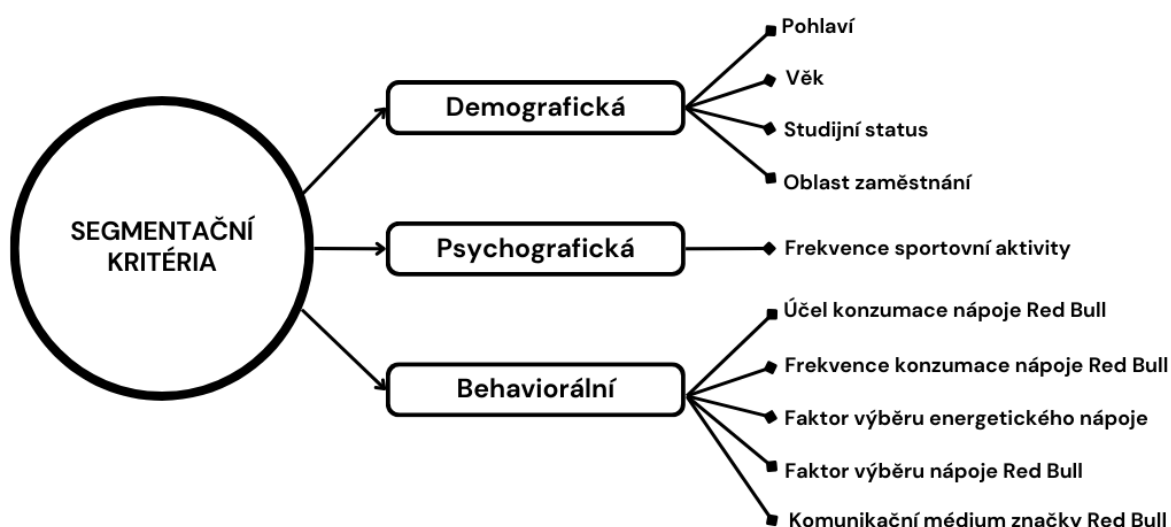 SEGMENTAČNÍ
KRITÉRIA
Demografická
Pohlaví
Věk
Studijní status
Oblast zaměstnání
Psychografická
Frekvence sportovní aktivity
Behaviorální
Účel konzumace nápoje Red Bull
Frekvence konzumace nápoje Red Bull
Faktor výběru energetického nápoje
Faktor výběru nápoje Red Bull
Komunikační médium značky Red Bull